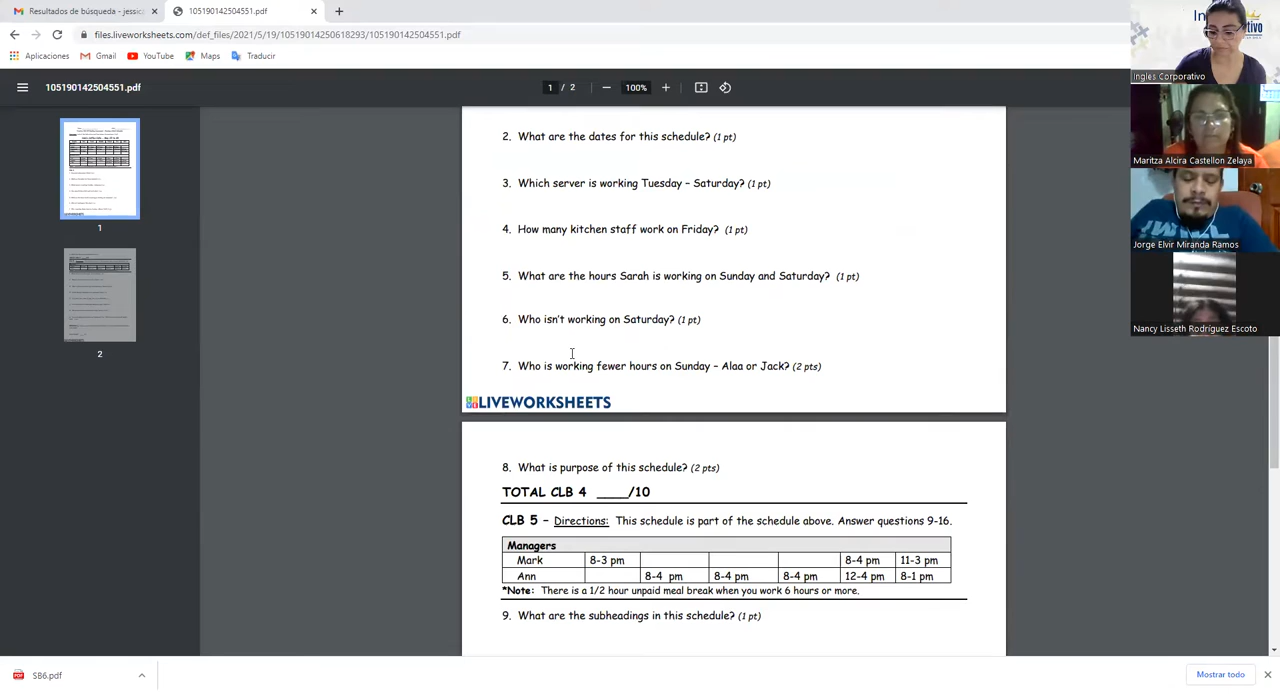 Resultados de búsqueda - jessic
105190142504551.pdf
files.liveworksheets.com/def_files/2021/5/19/10519014250618293/105190142504551.pdf
Aplicaciones
Gmail
YouTube
Maps
Traducir
105190142504551.pdf
1 / 2
100%
2. What are the dates for this schedule? (1 pt)
3. Which server is working Tuesday – Saturday? (1 pt)
4. How many kitchen staff work on Friday? (1 pt)
5. What are the hours Sarah is working on Sunday and Saturday? (1 pt)
6. Who isn't working on Saturday? (1 pt)
7. Who is working fewer hours on Sunday – Alaa or Jack? (2 pts)
LIVEWORKSHEETS
8. What is purpose of this schedule? (2 pts)
TOTAL CLB 4 ____/10
CLB 5 – Directions: This schedule is part of the schedule above. Answer questions 9-16.
Managers
Mark 8-3 pm 8-4 pm 11-3 pm
Ann 8-4 pm 8-4 pm 8-4 pm 12-4 pm 8-1 pm
*Note: There is a 1/2 hour unpaid meal break when you work 6 hours or more.
9. What are the subheadings in this schedule? (1 pt)
1
2
Ingles Corporativo
Maritza Alcira Castellon Zelaya
Jorge Elvir Miranda Ramos
Nancy Lisseth Rodríguez Escoto
SB6.pdf
Mostrar todo